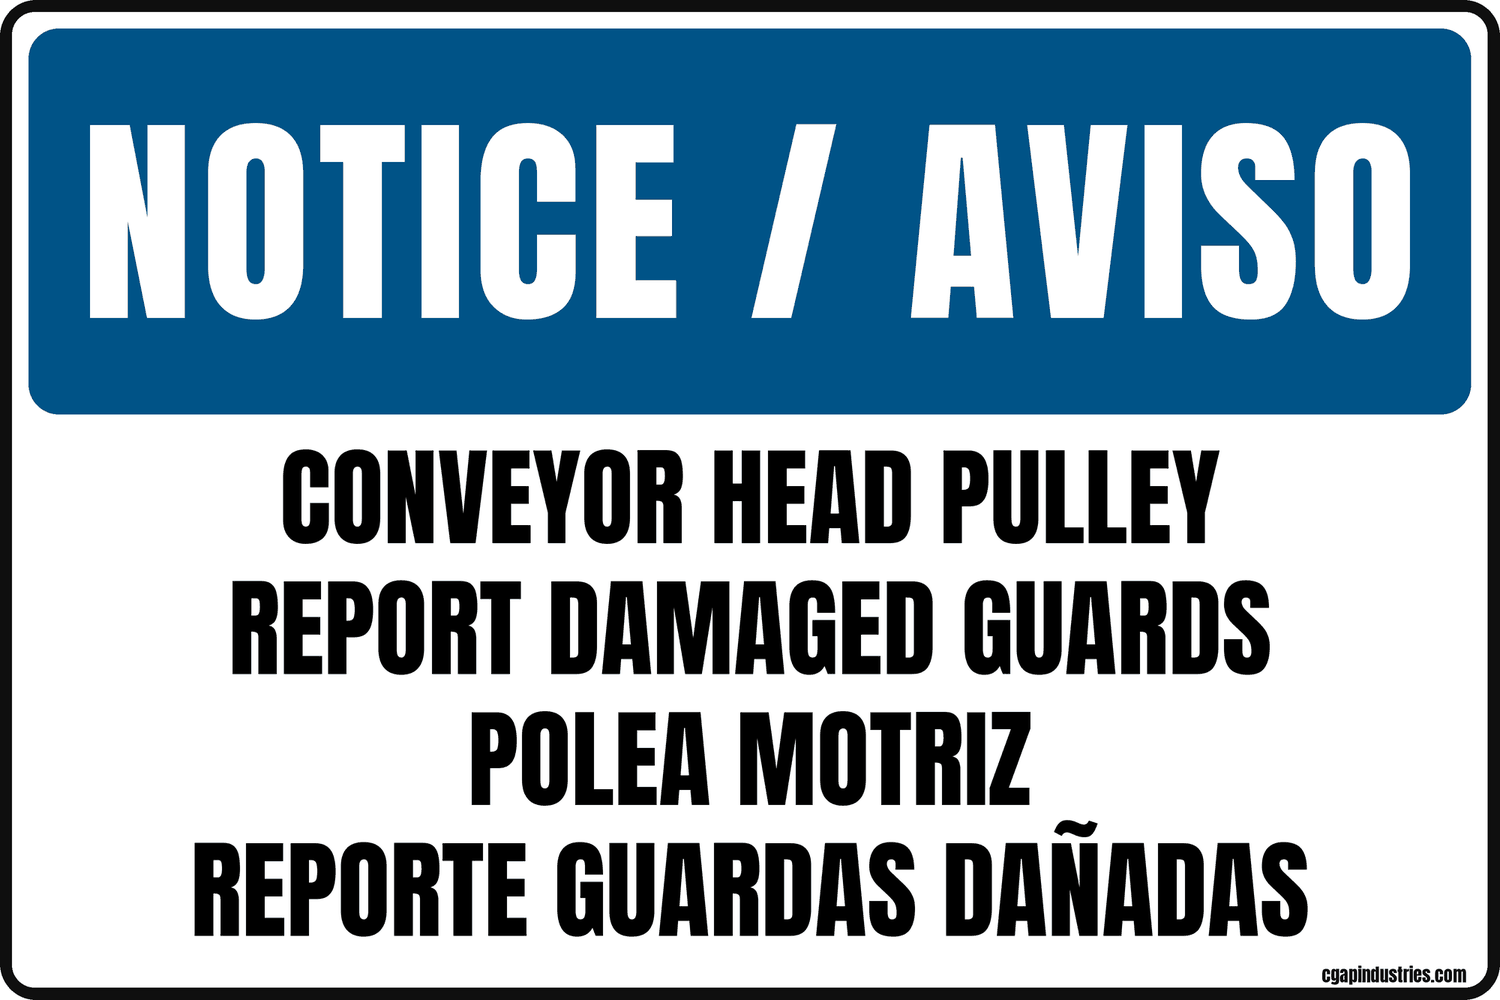 NOTICE / AVISO
CONVEYOR HEAD PULLEY
REPORT DAMAGED GUARDS
POLEA MOTRIZ
REPORTE GUARDAS DAÑADAS
cgapindustries.com